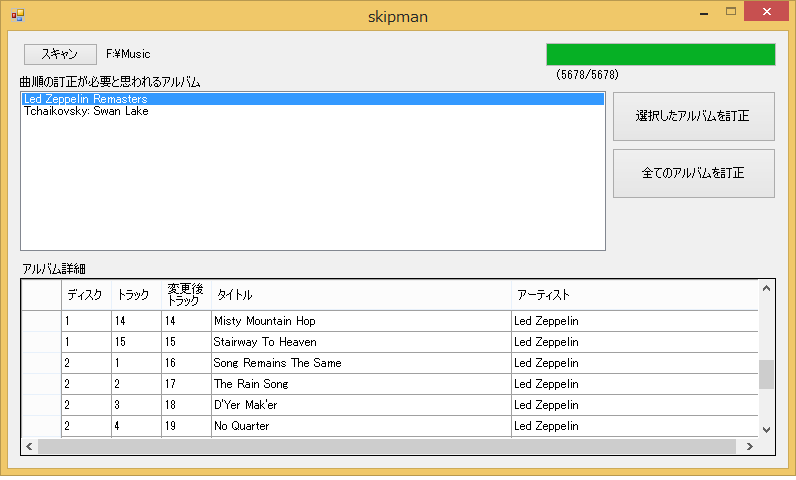 skipman
スキャン F:¥Music
(5678/5678)
曲順の訂正が必要と思われるアルバム
Led Zeppelin Remasters
Tchaikovsky: Swan Lake
選択したアルバムを訂正
全てのアルバムを訂正
アルバム詳細
ディスク トラック 変更後トラック タイトル アーティスト
1 14 14 Misty Mountain Hop Led Zeppelin
1 15 15 Stairway To Heaven Led Zeppelin
2 1 16 Song Remains The Same Led Zeppelin
2 2 17 The Rain Song Led Zeppelin
2 3 18 D'Yer Mak'er Led Zeppelin
2 4 19 No Quarter Led Zeppelin